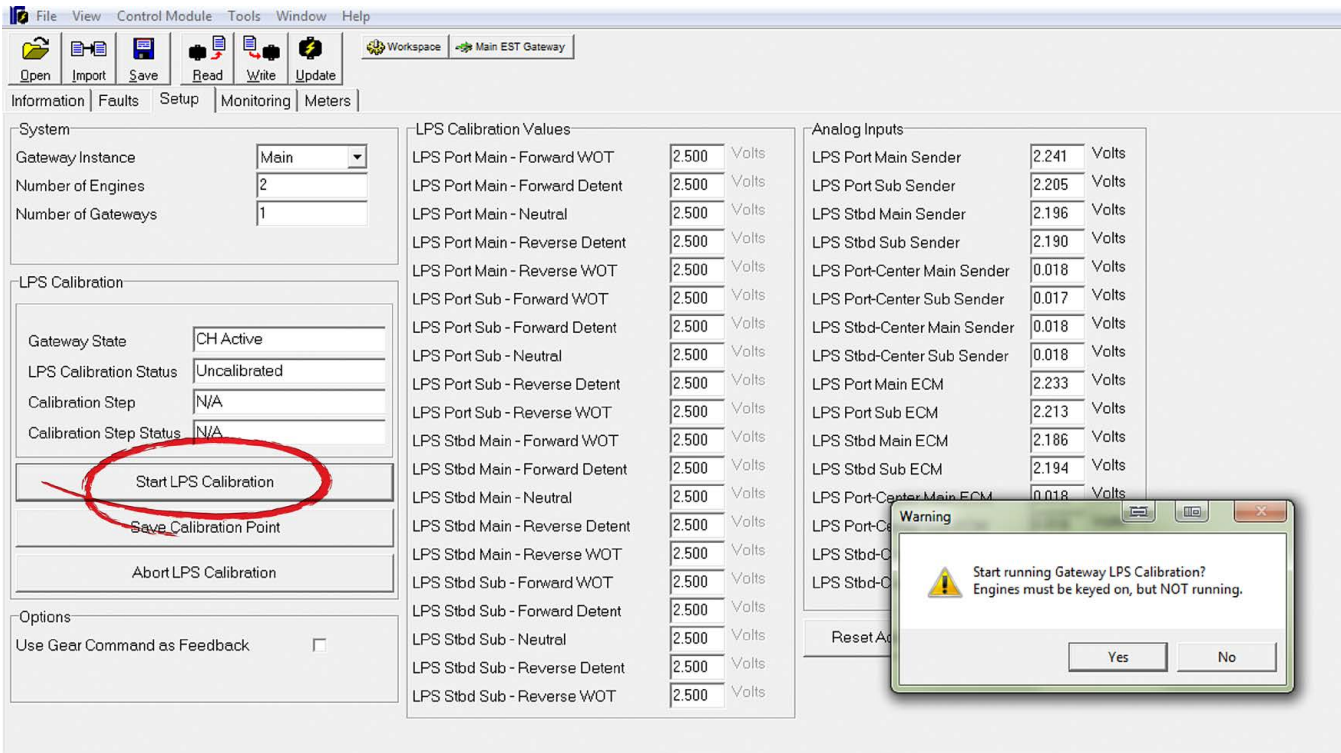 File View Control Module Tools Window Help
Open Import Save Read Write Update Workspace Main EST Gateway
Information Faults Setup Monitoring Meters
System
Gateway Instance Main
Number of Engines 2
Number of Gateways 1
LPS Calibration
Gateway State CH Active
LPS Calibration Status Uncalibrated
Calibration Step N/A
Calibration Step Status N/A
Start LPS Calibration
Save Calibration Point
Abort LPS Calibration
Options
Use Gear Command as Feedback
LPS Calibration Values
LPS Port Main - Forward WOT 2.500 Volts
LPS Port Main - Forward Detent 2.500 Volts
LPS Port Main - Neutral 2.500 Volts
LPS Port Main - Reverse Detent 2.500 Volts
LPS Port Main - Reverse WOT 2.500 Volts
LPS Port Sub - Forward WOT 2.500 Volts
LPS Port Sub - Forward Detent 2.500 Volts
LPS Port Sub - Neutral 2.500 Volts
LPS Port Sub - Reverse Detent 2.500 Volts
LPS Port Sub - Reverse WOT 2.500 Volts
LPS Stbd Main - Forward WOT 2.500 Volts
LPS Stbd Main - Forward Detent 2.500 Volts
LPS Stbd Main - Neutral 2.500 Volts
LPS Stbd Main - Reverse Detent 2.500 Volts
LPS Stbd Main - Reverse WOT 2.500 Volts
LPS Stbd Sub - Forward WOT 2.500 Volts
LPS Stbd Sub - Forward Detent 2.500 Volts
LPS Stbd Sub - Neutral 2.500 Volts
LPS Stbd Sub - Reverse Detent 2.500 Volts
LPS Stbd Sub - Reverse WOT 2.500 Volts
Analog Inputs
LPS Port Main Sender 2.241 Volts
LPS Port Sub Sender 2.205 Volts
LPS Stbd Main Sender 2.196 Volts
LPS Stbd Sub Sender 2.190 Volts
LPS Port-Center Main Sender 0.018 Volts
LPS Port-Center Sub Sender 0.017 Volts
LPS Stbd-Center Main Sender 0.018 Volts
LPS Stbd-Center Sub Sender 0.018 Volts
LPS Port Main ECM 2.233 Volts
LPS Port Sub ECM 2.213 Volts
LPS Stbd Main ECM 2.186 Volts
LPS Stbd Sub ECM 2.194 Volts
LPS Port-Center Main ECM 0.018 Volts
LPS Port-Ce
LPS Stbd-C
LPS Stbd-C
Reset
Warning
Start running Gateway LPS Calibration?
Engines must be keyed on, but NOT running.
Yes No